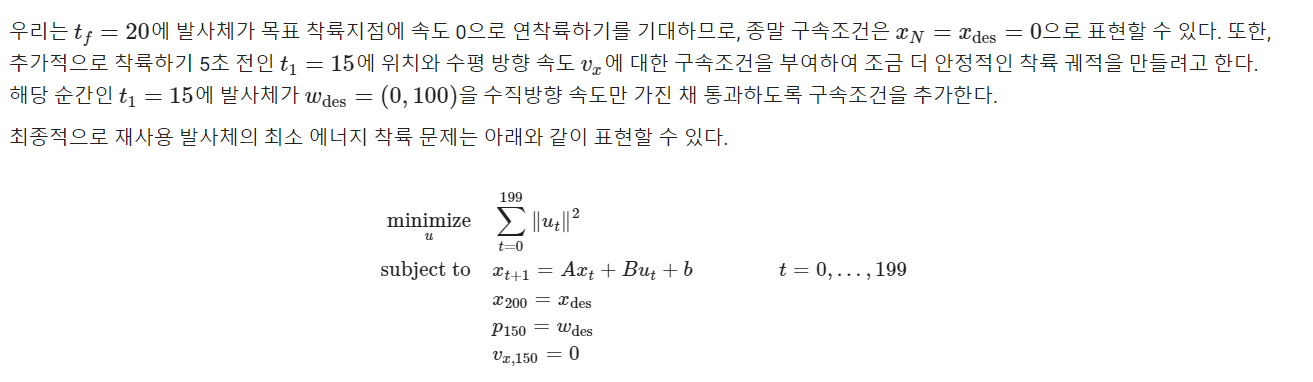 우리는 $t_f = 20$에 발사체가 목표 착륙지점에 속도 0으로 연착륙하기를 기대하므로, 종말 구속조건은 $x_N = x_{\text{des}} = 0$으로 표현할 수 있다. 또한,
추가적으로 착륙하기 5초 전인 $t_1 = 15$에 위치와 수평 방향 속도 $v_x$에 대한 구속조건을 부여하여 조금 더 안정적인 착륙 궤적을 만들려고 한다.
해당 순간인 $t_1 = 15$에 발사체가 $w_{\text{des}} = (0, 100)$을 수직방향 속도만 가진 채 통과하도록 구속조건을 추가한다.
최종적으로 재사용 발사체의 최소 에너지 착륙 문제는 아래와 같이 표현할 수 있다.
$\underset{u}{\text{minimize}} \quad \sum_{t=0}^{199} \|u_t\|^2$
$\text{subject to} \quad x_{t+1} = Ax_t + Bu_t + b \qquad t = 0, \ldots, 199$
$x_{200} = x_{\text{des}}$
$p_{150} = w_{\text{des}}$
$v_{x,150} = 0$